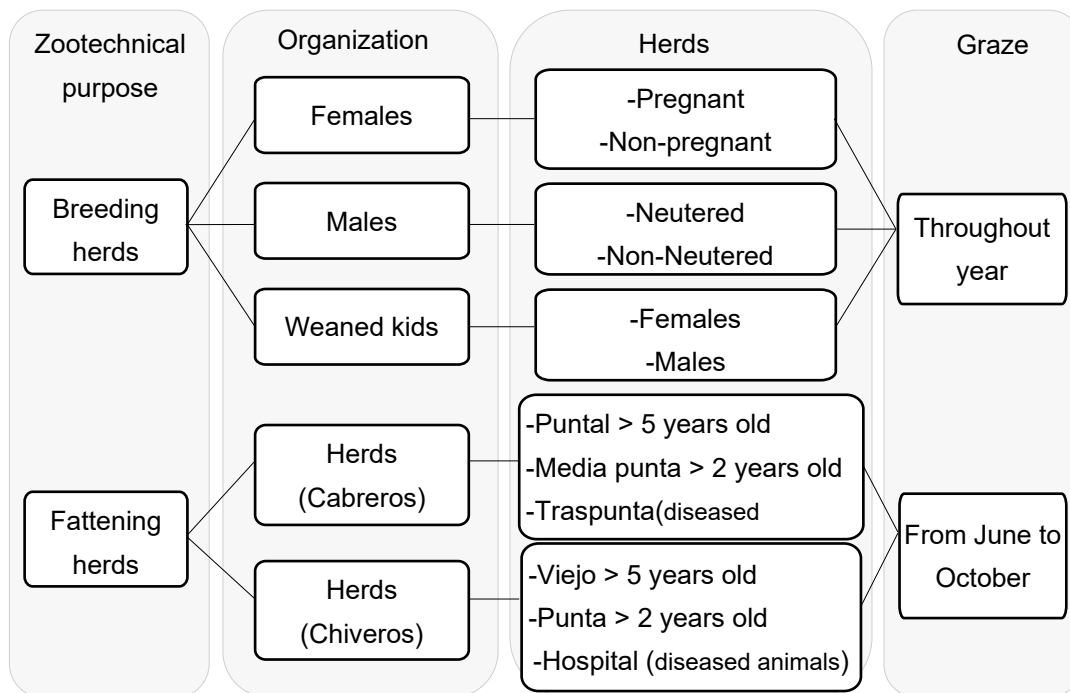 Zootechnical
purpose
Organization
Herds
Graze
Breeding
herds
Females
-Pregnant
-Non-pregnant
Males
-Neutered
-Non-Neutered
Weaned kids
-Females
-Males
Throughout
year
Fattening
herds
Herds
(Cabreros)
-Puntal > 5 years old
-Media punta > 2 years old
-Traspunta(diseased
Herds
(Chiveros)
-Viejo > 5 years old
-Punta > 2 years old
-Hospital (diseased animals)
From June to
October